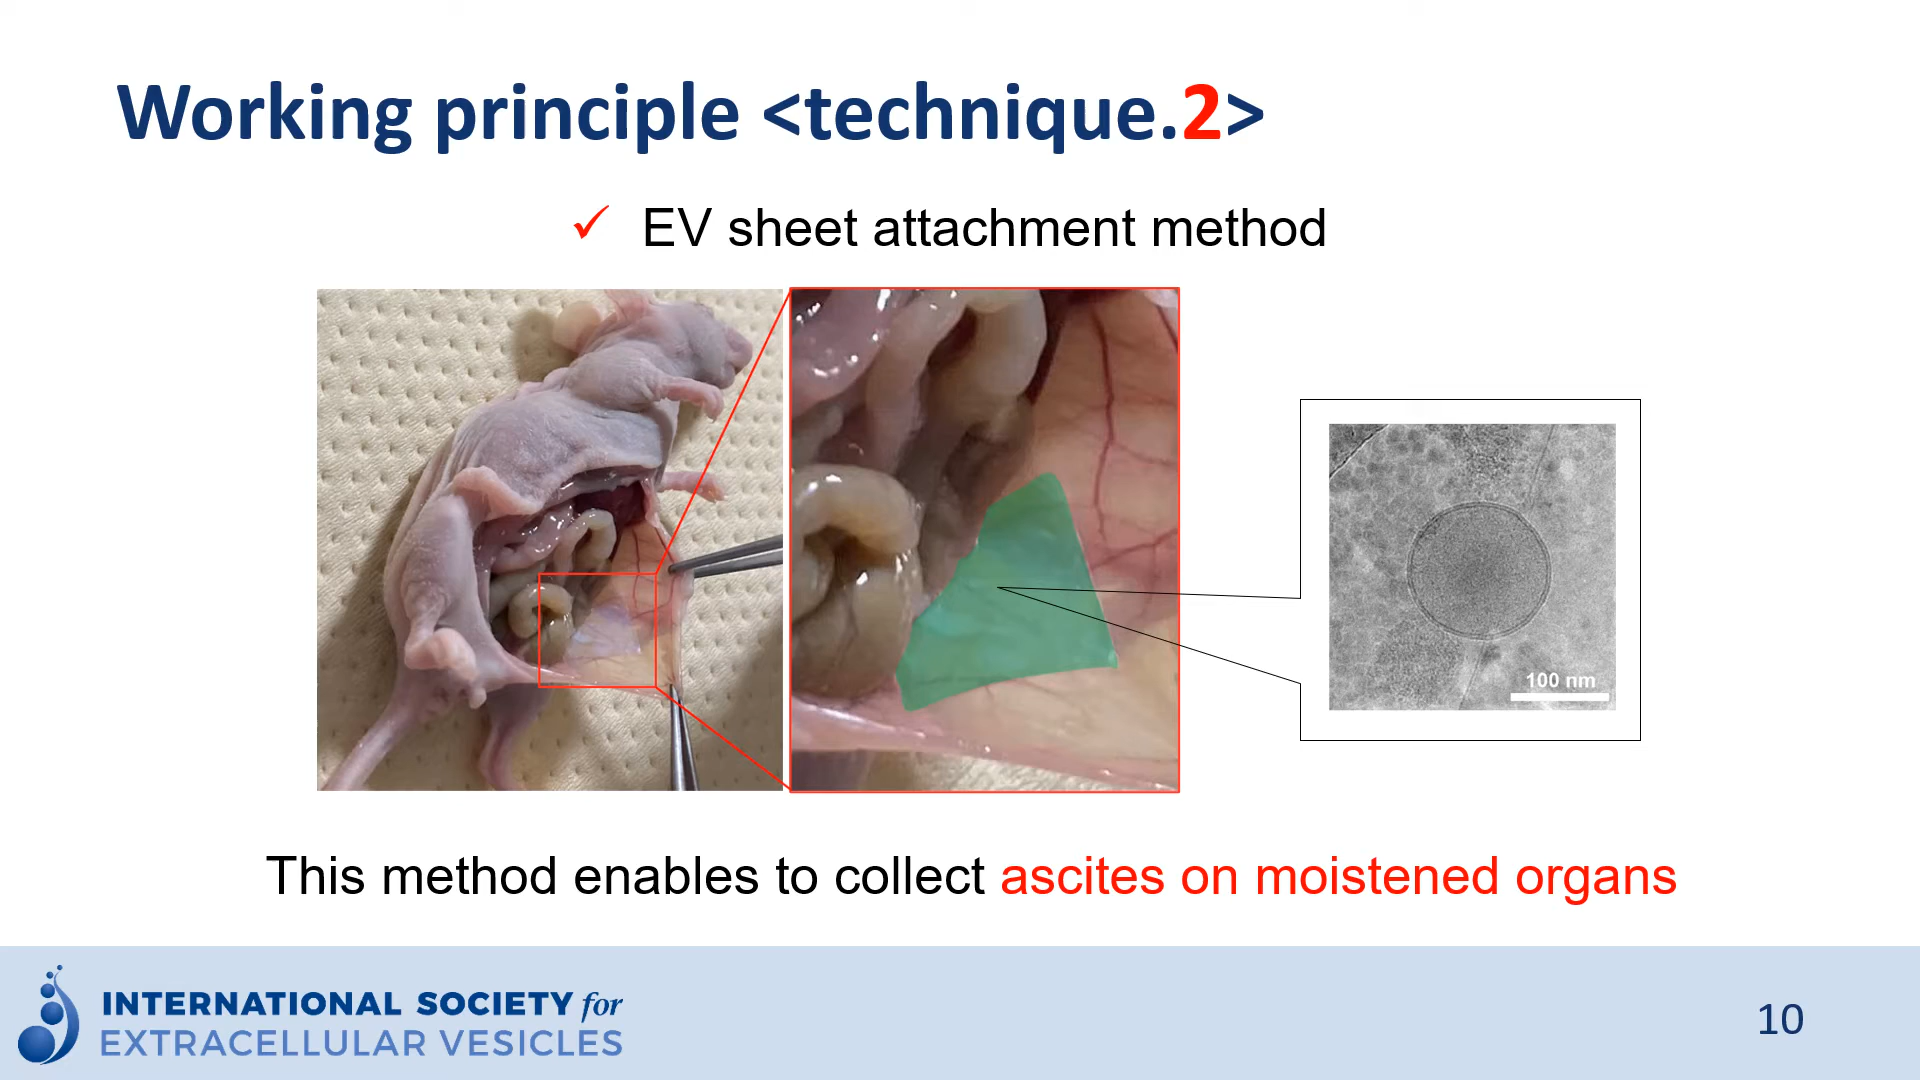 Working principle <technique.2>
✓ EV sheet attachment method
100 nm
This method enables to collect ascites on moistened organs
INTERNATIONAL SOCIETY for
EXTRACELLULAR VESICLES
10